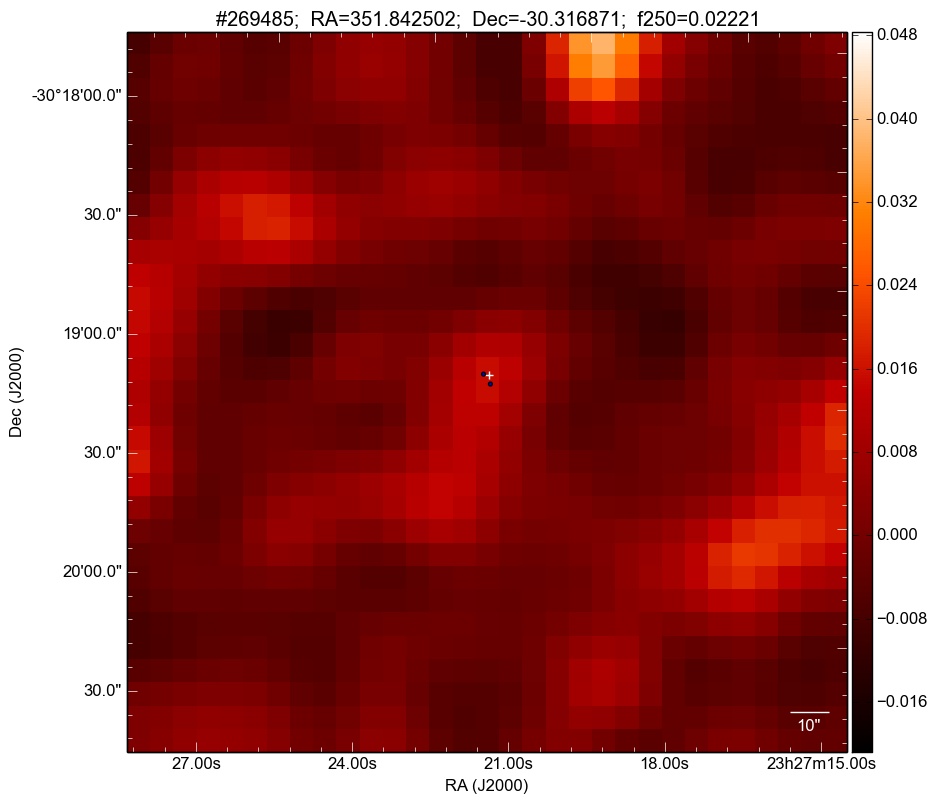 #269485;  RA=351.842502;  Dec=-30.316871;  f250=0.02221
-30°18'00.0"
30.0"
19'00.0"
30.0"
20'00.0"
30.0"
Dec (J2000)
27.00s
24.00s
21.00s
18.00s
23h27m15.00s
RA (J2000)
10"
0.048
0.040
0.032
0.024
0.016
0.008
0.000
−0.008
−0.016